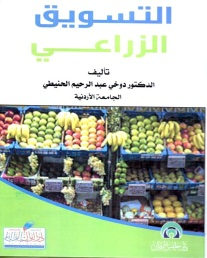 التسويق
الزراعي
تأليف
الدكتور دوخي عبد الرحيم الحنيطي
الجامعة الأردنية